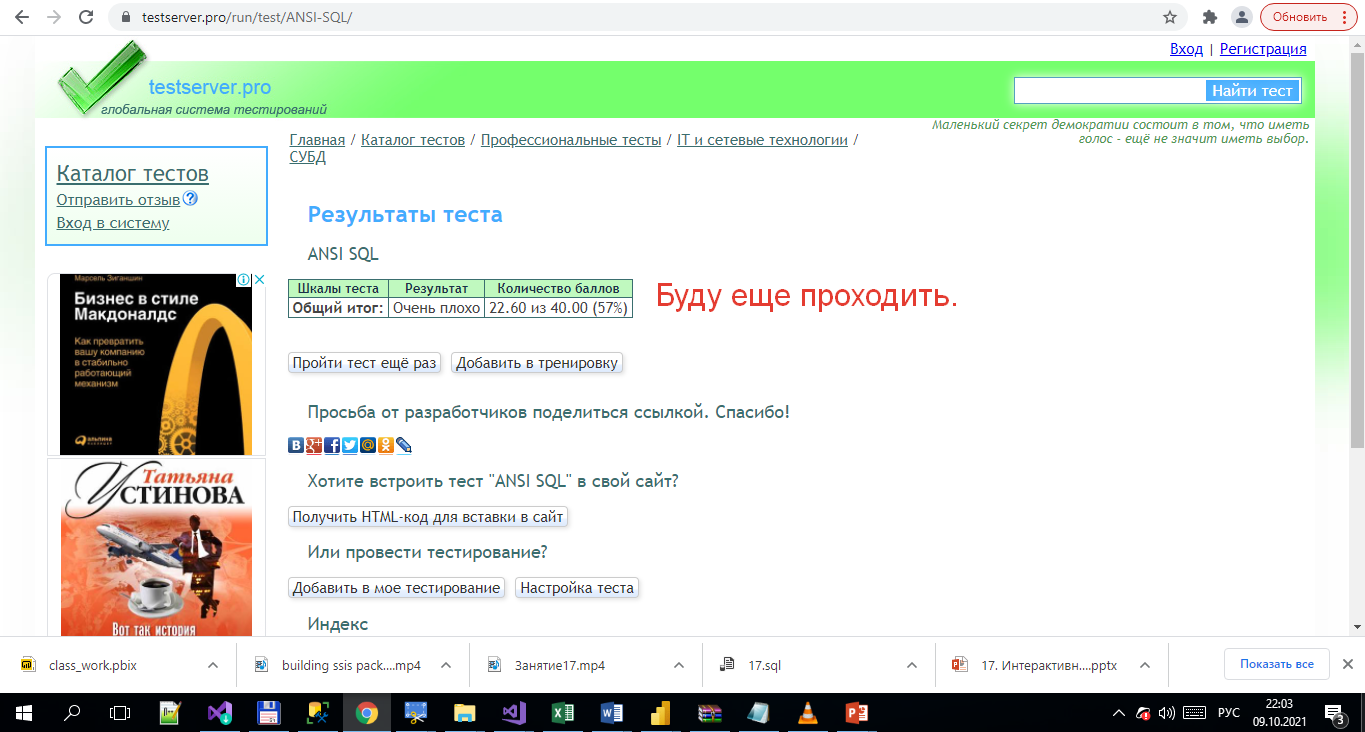 testserver.pro/run/test/ANSI-SQL/
Обновить
Вход | Регистрация
testserver.pro
глобальная система тестирований
Найти тест
Маленький секрет демократии состоит в том, что иметь
голос - ещё не значит иметь выбор.
Главная / Каталог тестов / Профессиональные тесты / IT и сетевые технологии /
СУБД
Каталог тестов
Отправить отзыв
Вход в систему
Результаты теста
ANSI SQL
Шкалы теста Результат Количество баллов
Общий итог: Очень плохо 22.60 из 40.00 (57%)
Буду еще проходить.
Марсель Зиганшин
Бизнес в стиле
Макдоналдс
Как превратить
вашу компанию
в стабильно
работающий
механизм
альпина
Пройти тест ещё раз Добавить в тренировку
Просьба от разработчиков поделиться ссылкой. Спасибо!
Татьяна
Устинова
Вот так история
Хотите встроить тест "ANSI SQL" в свой сайт?
Получить HTML-код для вставки в сайт
Или провести тестирование?
Добавить в мое тестирование Настройка теста
Индекс
class_work.pbix
building ssis pack....mp4
Занятие17.mp4
17.sql
17. Интерактивн....pptx
Показать все
РУС
22:03
09.10.2021
3